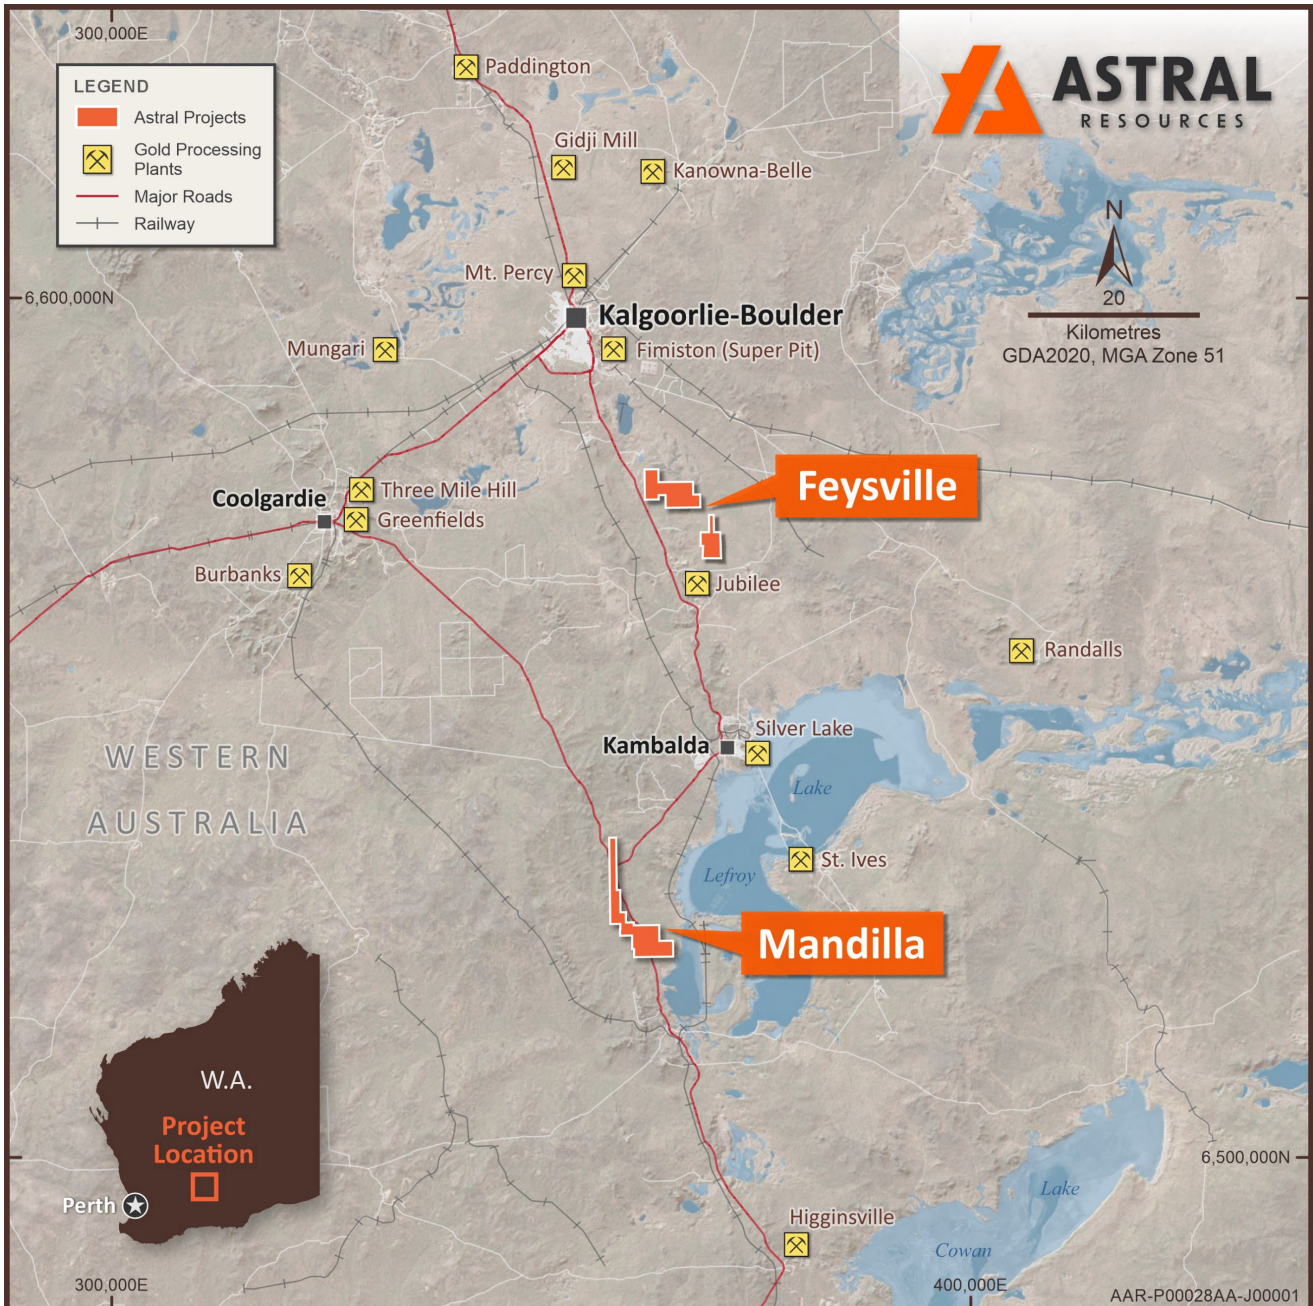 300,000E
Paddington
LEGEND
Astral Projects
Gold Processing
Plants
Major Roads
Railway
ASTRAL
RESOURCES
Gidji Mill
Kanowna-Belle
N
20
Kilometres
GDA2020, MGA Zone 51
Mt. Percy
6,600,000N
Kalgoorlie-Boulder
Mungari
Fimiston (Super Pit)
Feysville
Coolgardie
Three Mile Hill
Greenfields
Burbanks
Jubilee
Randalls
Silver Lake
Kambalda
WESTERN
AUSTRALIA
Lake
Lefroy
St. Ives
Mandilla
W.A.
Project
Location
Perth
6,500,000N
Lake
Cowan
Higginsville
300,000E
400,000E
AAR-P00028AA-J00001